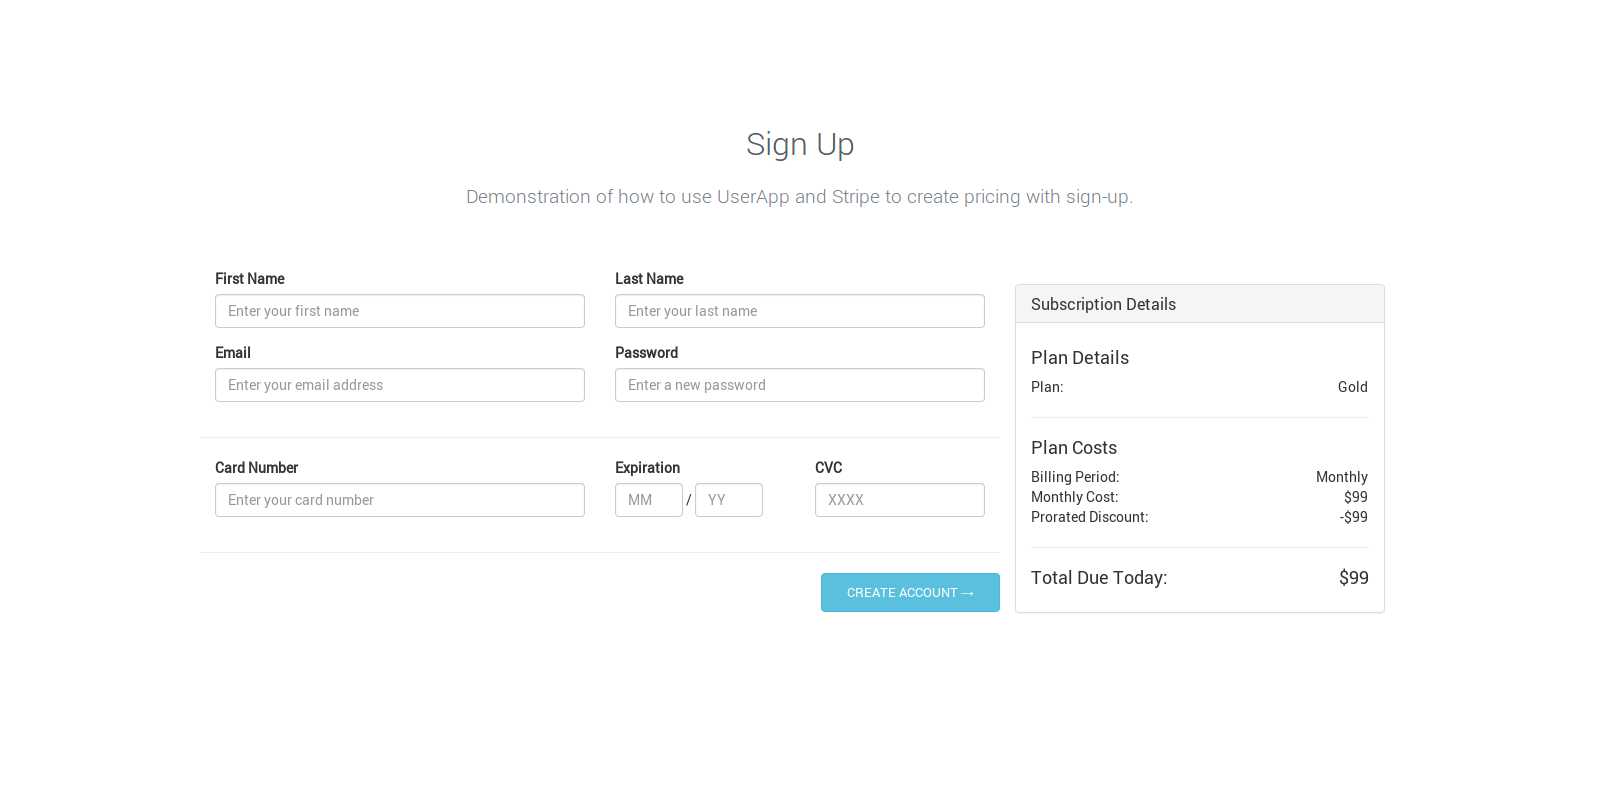 Sign Up
Demonstration of how to use UserApp and Stripe to create pricing with sign-up.
First Name
Last Name
Enter your first name
Enter your last name
Email
Password
Enter your email address
Enter a new password
Card Number
Expiration
CVC
Enter your card number
MM / YY
XXXX
CREATE ACCOUNT →
Subscription Details
Plan Details
Plan: Gold
Plan Costs
Billing Period: Monthly
Monthly Cost: $99
Prorated Discount: -$99
Total Due Today: $99